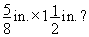 5/8 in. × 1 1/2 in. ?